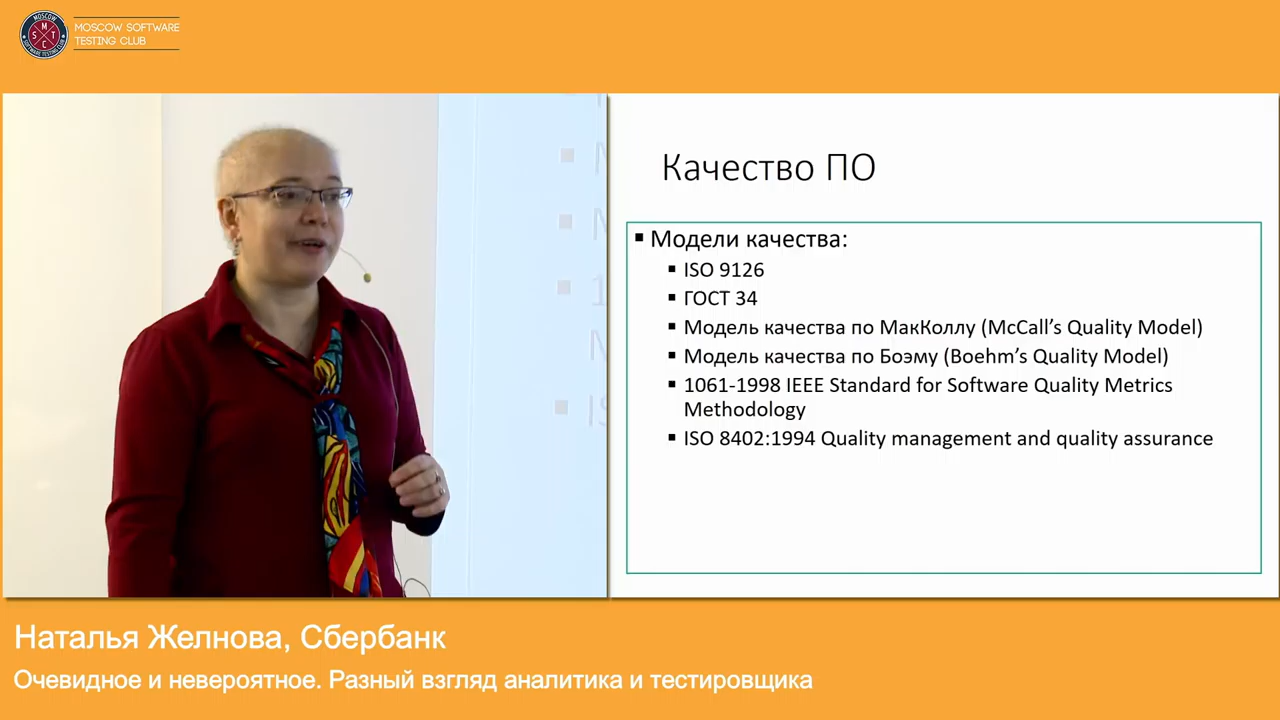 MOSCOW SOFTWARE
TESTING CLUB
Качество ПО
Модели качества:
ISO 9126
ГОСТ 34
Модель качества по МакКоллу (McCall’s Quality Model)
Модель качества по Боэму (Boehm’s Quality Model)
1061-1998 IEEE Standard for Software Quality Metrics
Methodology
ISO 8402:1994 Quality management and quality assurance
Наталья Желнова, Сбербанк
Очевидное и невероятное. Разный взгляд аналитика и тестировщика